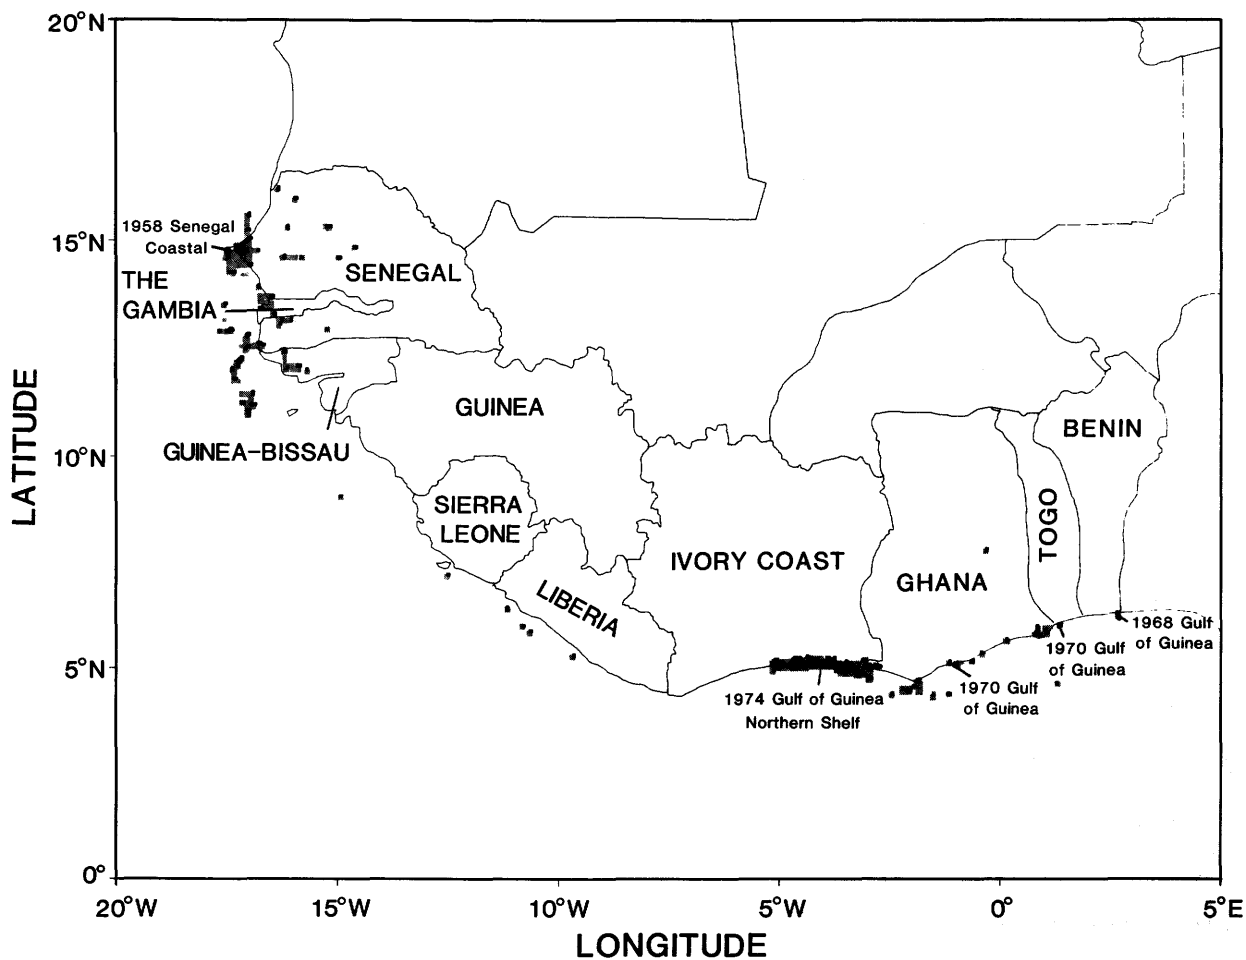 20°N
1958 Senegal
Coastal
15°N
THE
GAMBIA
SENEGAL
GUINEA
BENIN
GUINEA-BISSAU
10°N
LATITUDE
SIERRA
LEONE
TOGO
IVORY COAST
GHANA
LIBERIA
1968 Gulf
of Guinea
1970 Gulf
of Guinea
5°N
1974 Gulf of Guinea
Northern Shelf
1970 Gulf
of Guinea
0°
20°W
15°W
10°W
5°W
0°
5°E
LONGITUDE